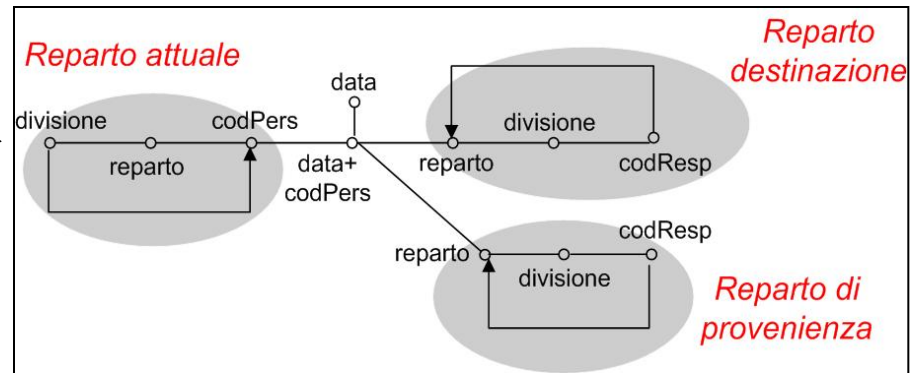 Reparto attuale
Reparto
destinazione
data
divisione
codPers
divisione
reparto
data+
codPers
reparto
codResp
codResp
reparto
divisione
Reparto di
provenienza